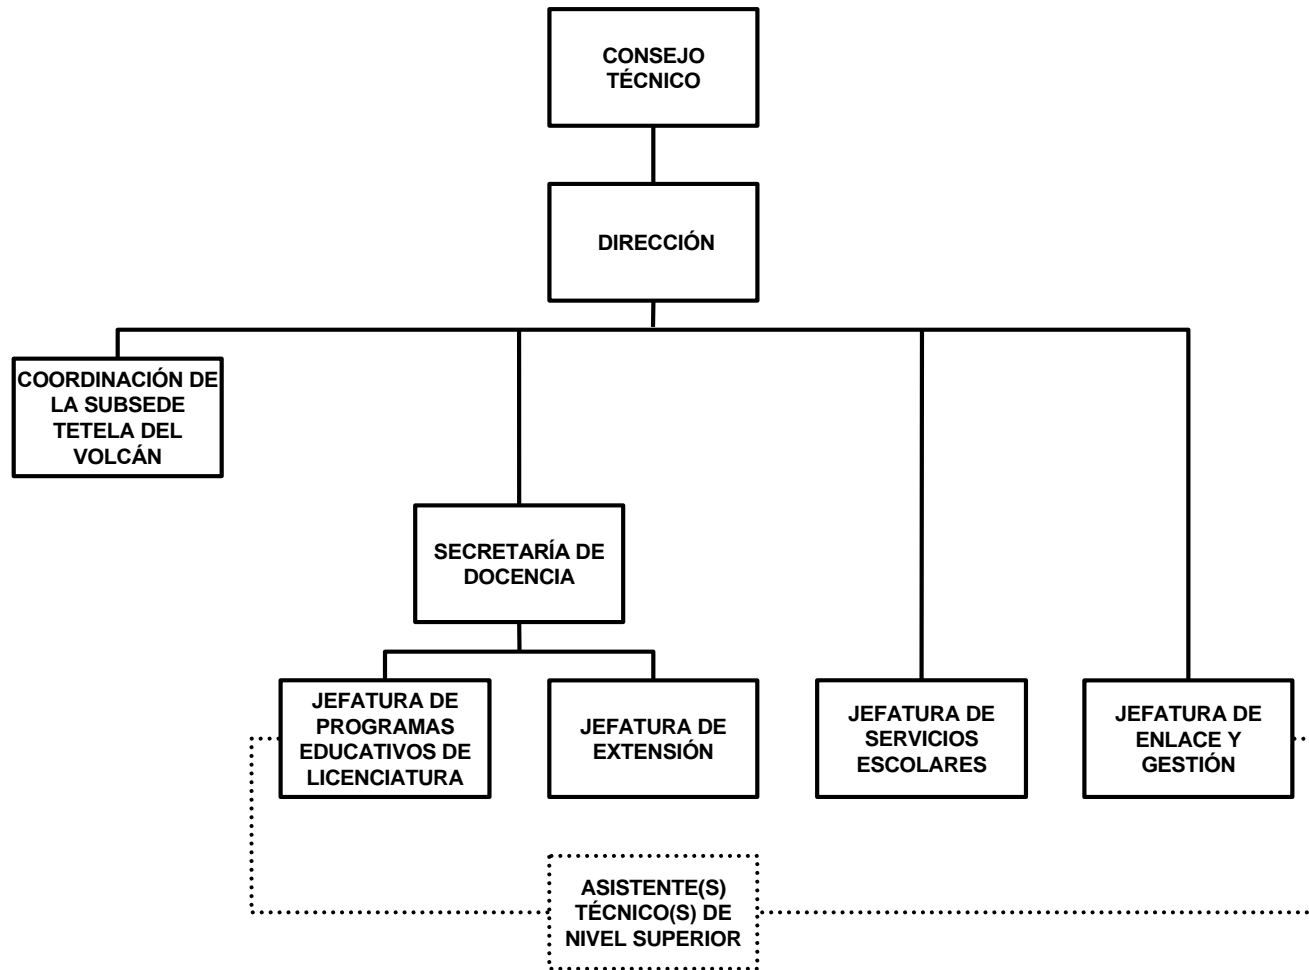 CONSEJO
TÉCNICO
DIRECCIÓN
COORDINACIÓN DE
LA SUBSEDE
TETELA DEL
VOLCÁN
SECRETARÍA DE
DOCENCIA
JEFATURA DE
PROGRAMAS
EDUCATIVOS DE
LICENCIATURA
JEFATURA DE
EXTENSIÓN
JEFATURA DE
SERVICIOS
ESCOLARES
JEFATURA DE
ENLACE Y
GESTIÓN
ASISTENTE(S)
TÉCNICO(S) DE
NIVEL SUPERIOR